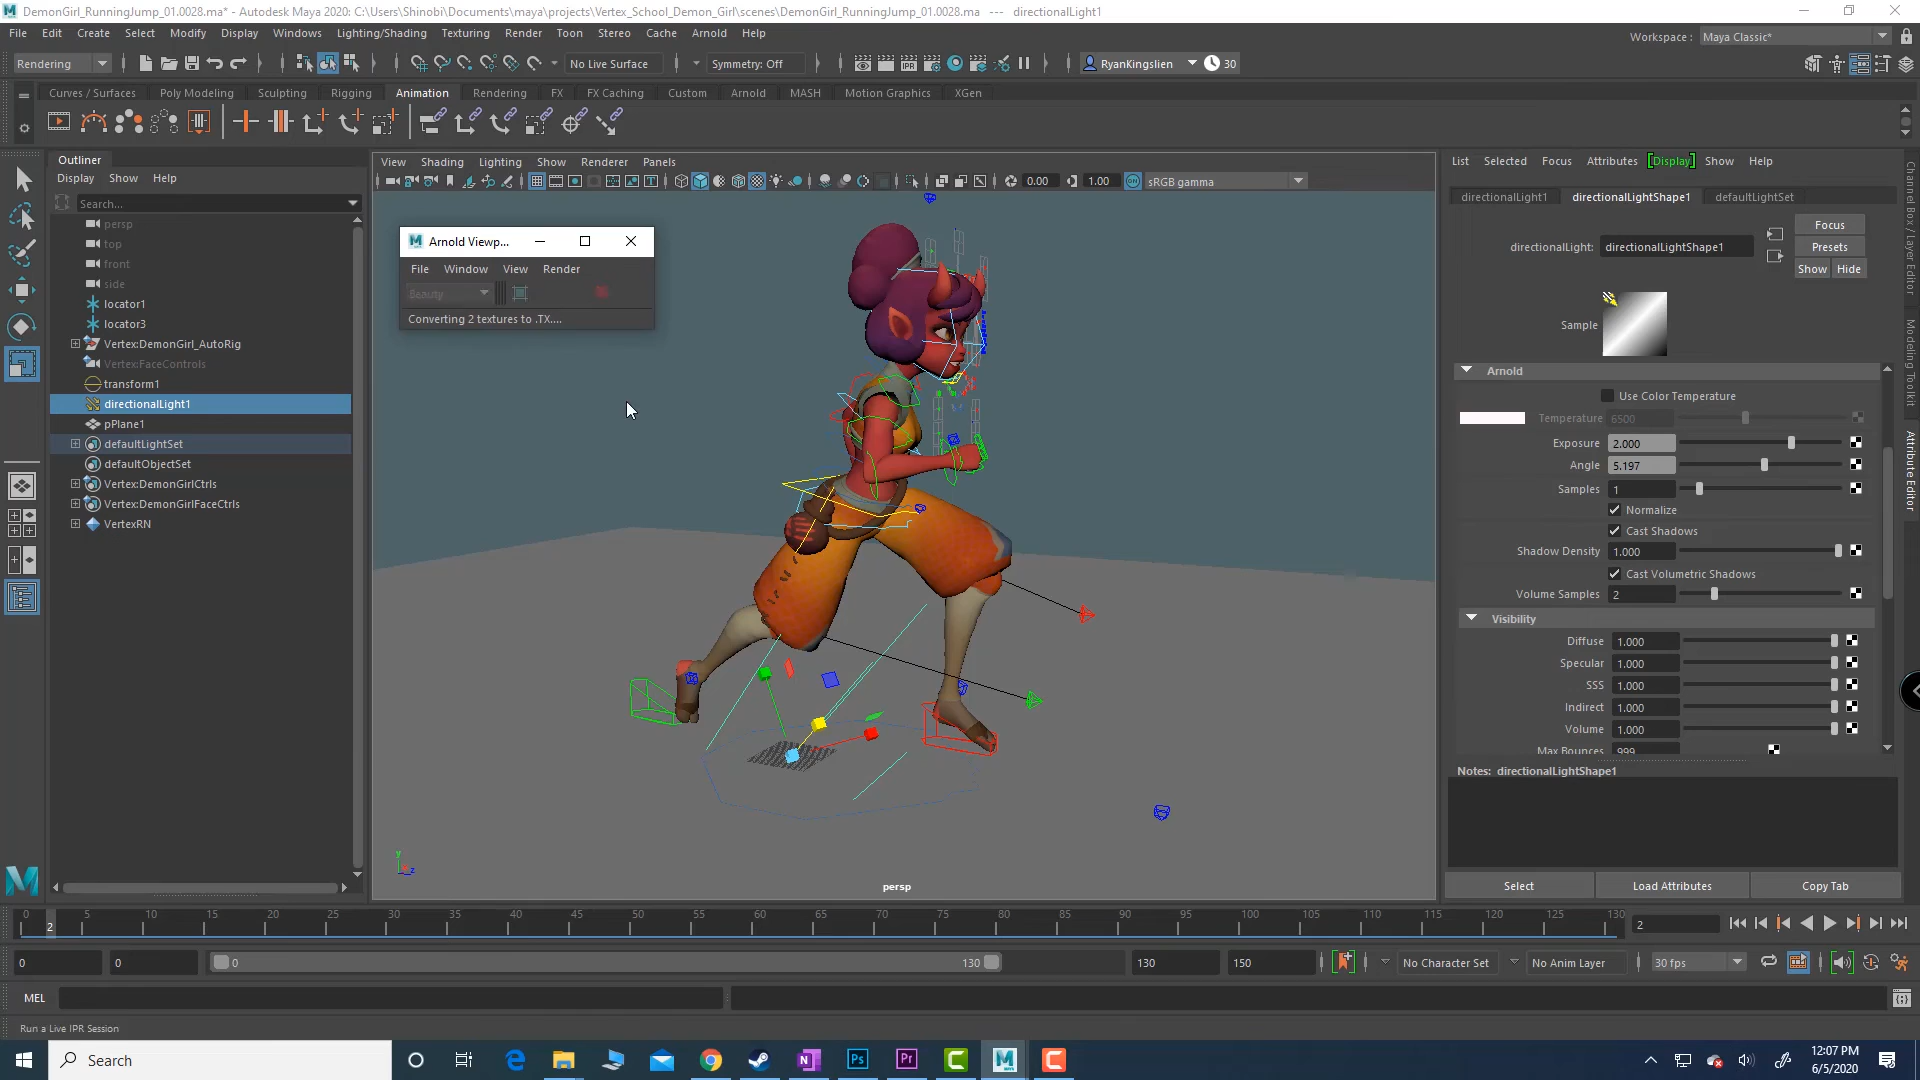 DemonGirl_RunningJump_01.0028.ma* - Autodesk Maya 2020: C:\Users\Shinobi\Documents\maya\projects\Vertex_School_Demon_Girl\scenes\DemonGirl_RunningJump_01.0028.ma --- directionalLight1
File Edit Create Select Modify Display Windows Lighting/Shading Texturing Render Toon Stereo Cache Arnold Help
Workspace : Maya Classic*
Rendering No Live Surface Symmetry: Off RyanKingslien 30
Curves / Surfaces Poly Modeling Sculpting Rigging Animation Rendering FX FX Caching Custom Arnold MASH Motion Graphics XGen
Outliner
Display Show Help
Search...
persp
top
front
side
locator1
locator3
Vertex:DemonGirl_AutoRig
Vertex:FaceControls
transform1
directionalLight1
pPlane1
defaultLightSet
defaultObjectSet
Vertex:DemonGirlCtrls
Vertex:DemonGirlFaceCtrls
VertexRN
View Shading Lighting Show Renderer Panels
0.00 1.00 sRGB gamma
Arnold Viewp...
File Window View Render
Beauty
Converting 2 textures to .TX....
persp
List Selected Focus Attributes Display Show Help
directionalLight1 directionalLightShape1 defaultLightSet
directionalLight: directionalLightShape1
Focus
Presets
Show Hide
Sample
Arnold
Use Color Temperature
Temperature 6500
Exposure 2.000
Angle 5.197
Samples 1
Normalize
Cast Shadows
Shadow Density 1.000
Cast Volumetric Shadows
Volume Samples 2
Visibility
Diffuse 1.000
Specular 1.000
SSS 1.000
Indirect 1.000
Volume 1.000
Max Bounces 999
Notes: directionalLightShape1
Select Load Attributes Copy Tab
Channel Box / Layer Editor
Modeling Toolkit
Attribute Editor
0 2 5 10 15 20 25 30 35 40 45 50 55 60 65 70 75 80 85 90 95 100 105 110 115 120 125 130 2
0 0 0 130 130 150 No Character Set No Anim Layer 30 fps
MEL
Run a Live IPR Session
Search
12:07 PM
6/5/2020